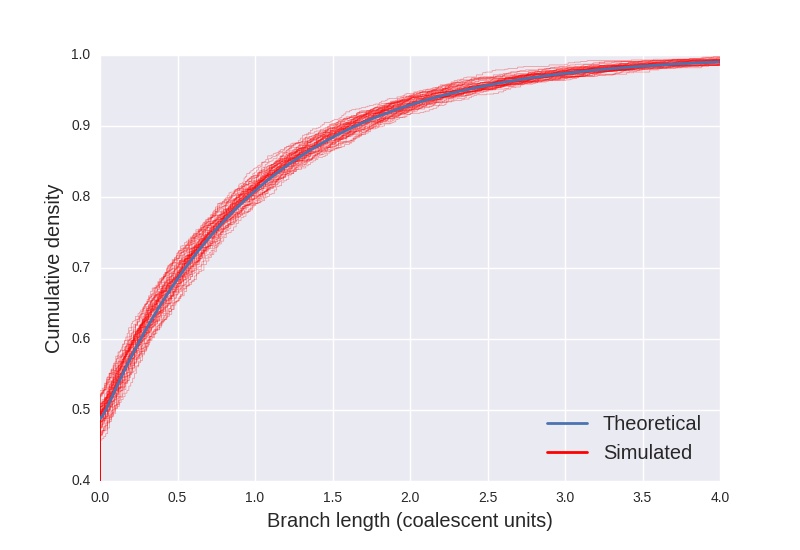 1.0
0.9
0.8
0.7
0.6
0.5
0.4
Cumulative density
Theoretical
Simulated
0.0 0.5 1.0 1.5 2.0 2.5 3.0 3.5 4.0
Branch length (coalescent units)